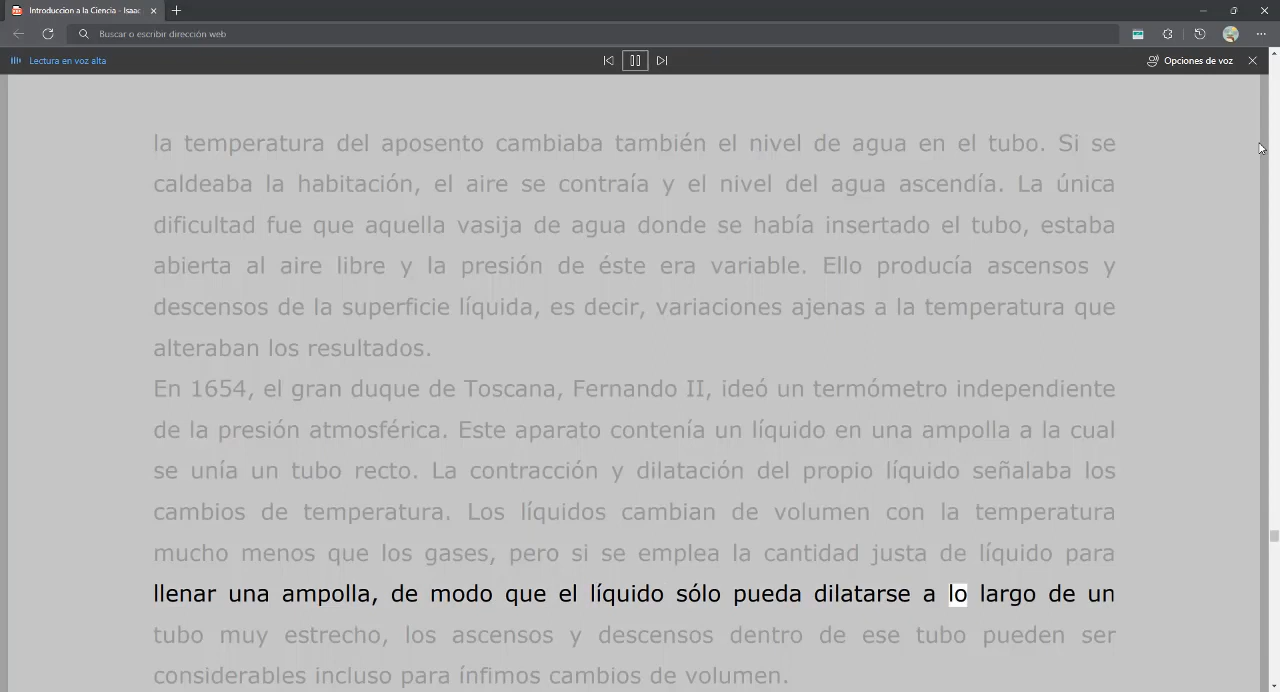 Introduccion a la Ciencia - Isaac
Buscar o escribir dirección web
Lectura en voz alta
Opciones de voz
la temperatura del aposento cambiaba también el nivel de agua en el tubo. Si se
caldeaba la habitación, el aire se contraía y el nivel del agua ascendía. La única
dificultad fue que aquella vasija de agua donde se había insertado el tubo, estaba
abierta al aire libre y la presión de éste era variable. Ello producía ascensos y
descensos de la superficie líquida, es decir, variaciones ajenas a la temperatura que
alteraban los resultados.
En 1654, el gran duque de Toscana, Fernando II, ideó un termómetro independiente
de la presión atmosférica. Este aparato contenía un líquido en una ampolla a la cual
se unía un tubo recto. La contracción y dilatación del propio líquido señalaba los
cambios de temperatura. Los líquidos cambian de volumen con la temperatura
mucho menos que los gases, pero si se emplea la cantidad justa de líquido para
llenar una ampolla, de modo que el líquido sólo pueda dilatarse a lo largo de un
tubo muy estrecho, los ascensos y descensos dentro de ese tubo pueden ser
considerables incluso para ínfimos cambios de volumen.